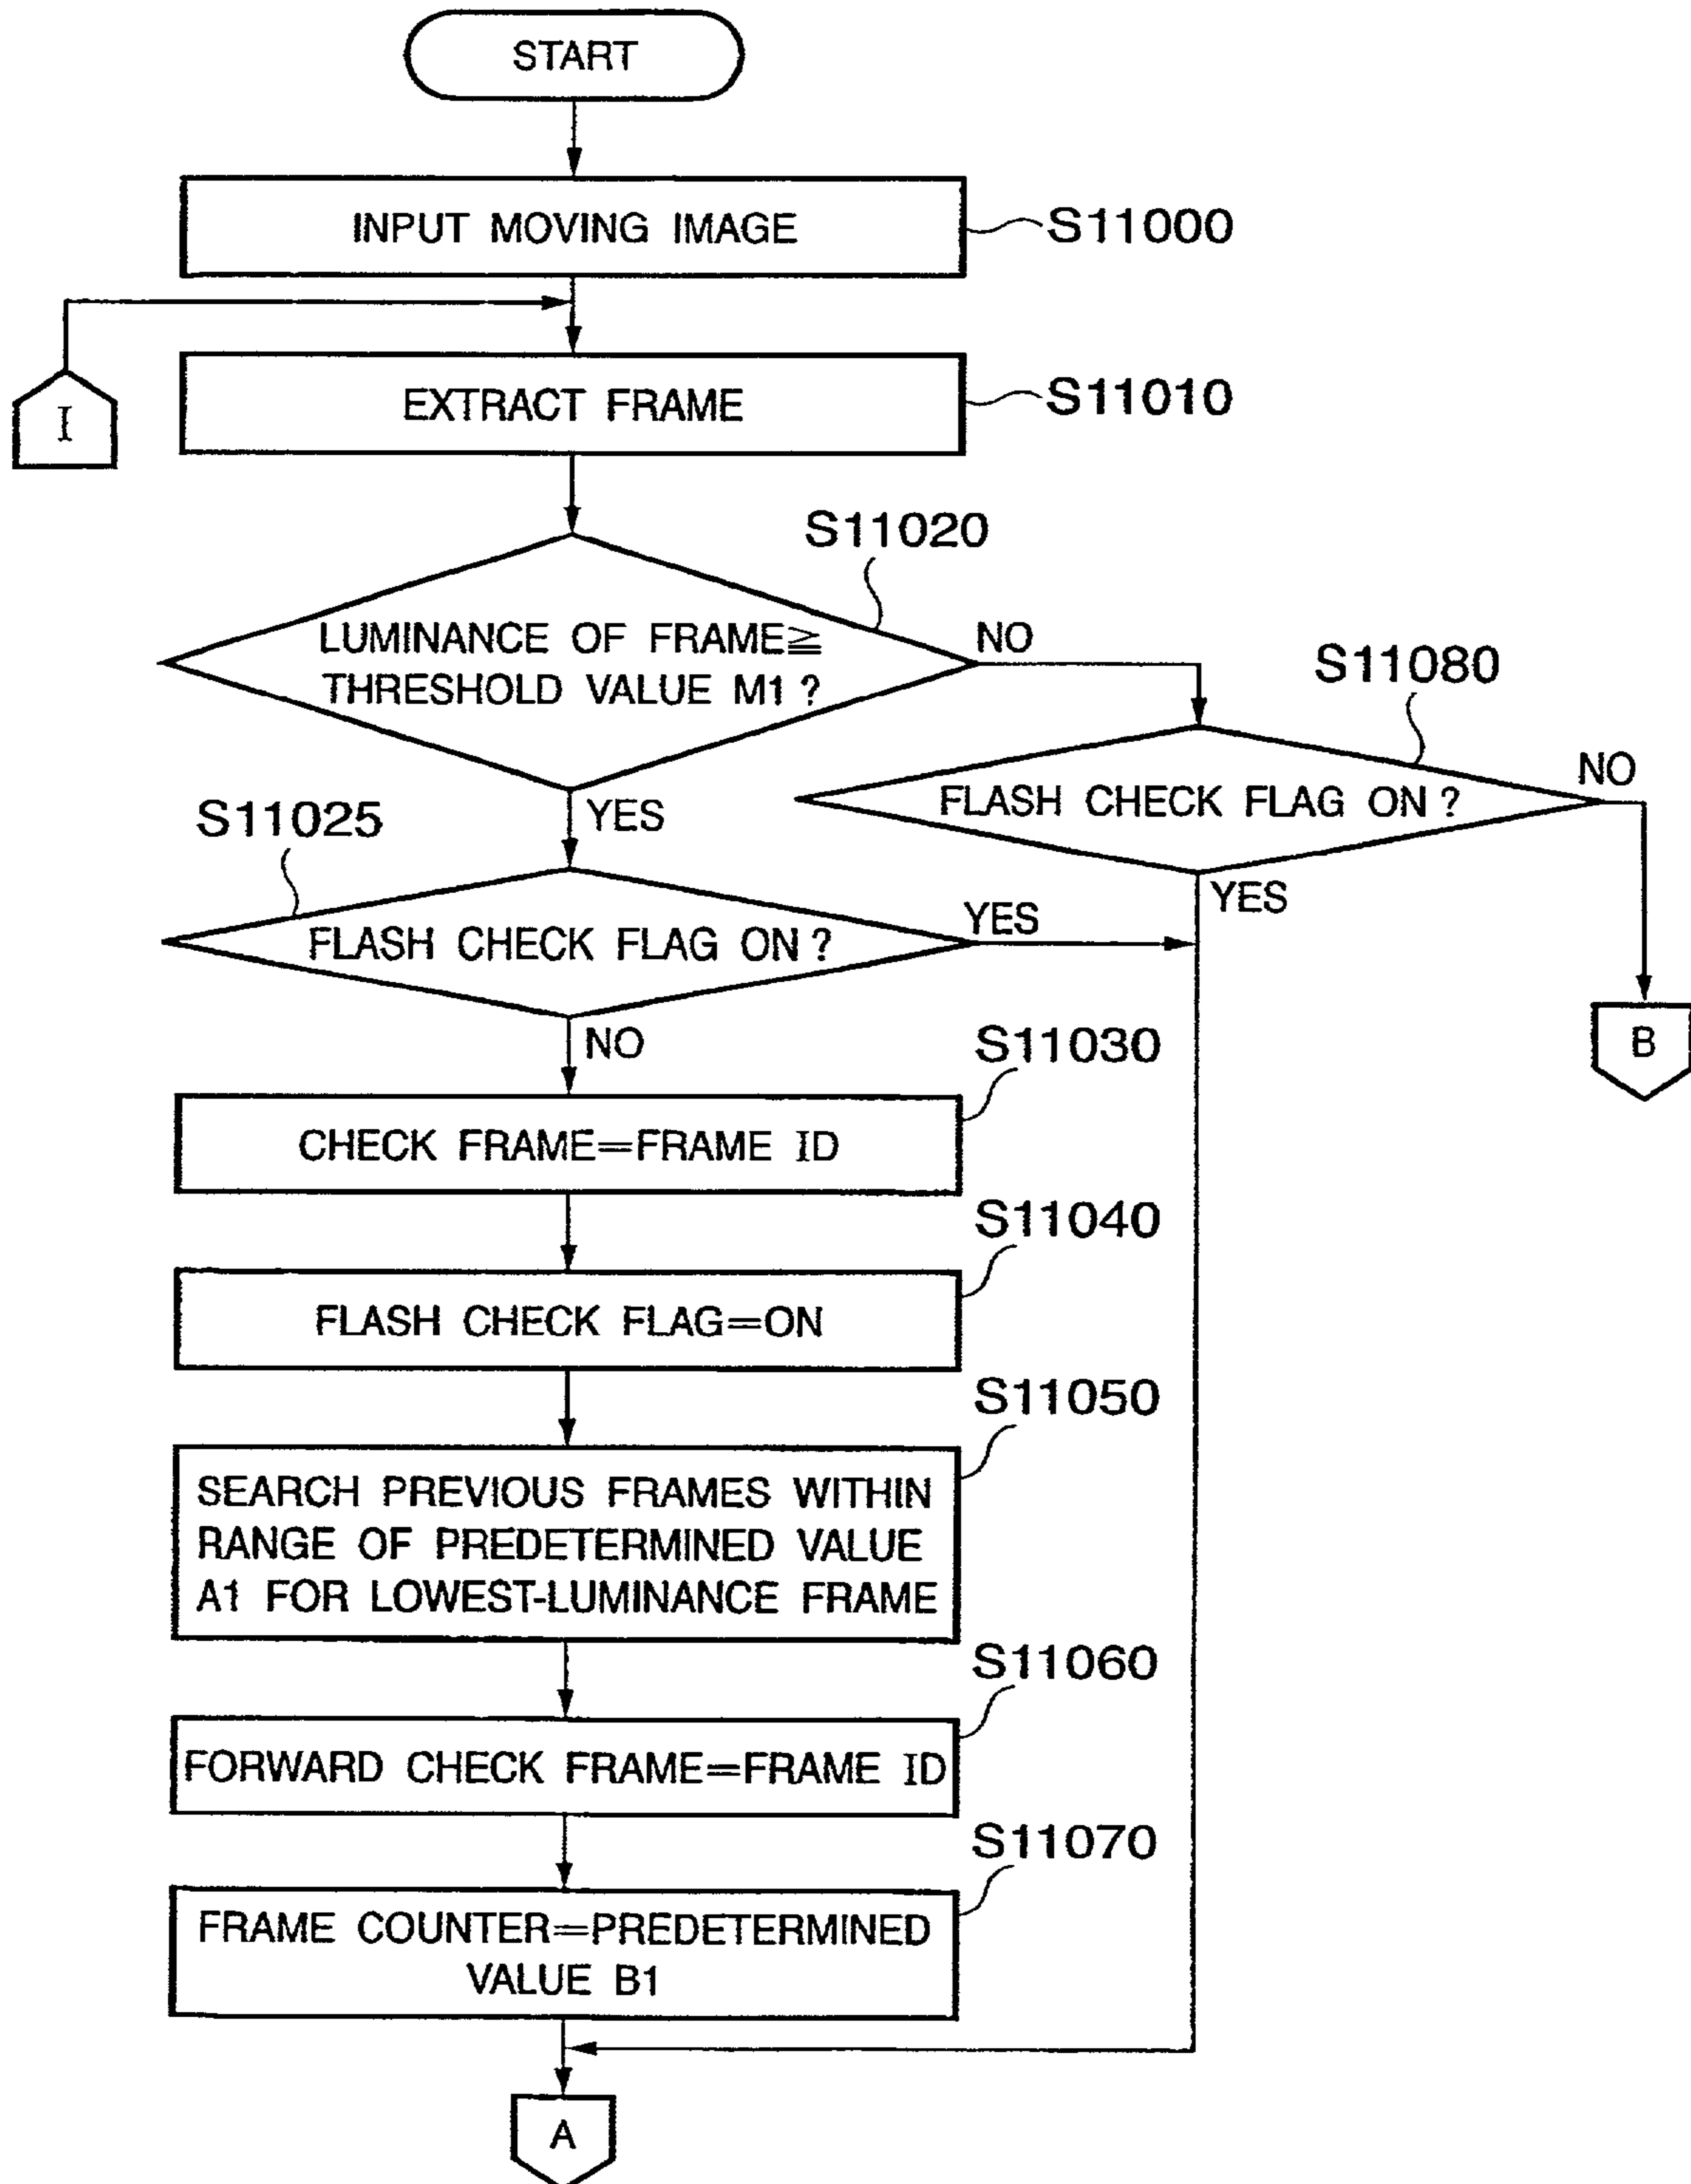 START
INPUT MOVING IMAGE
S11000
I
EXTRACT FRAME
S11010
S11020
LUMINANCE OF FRAME≧
THRESHOLD VALUE M1?
NO
YES
S11080
FLASH CHECK FLAG ON?
NO
YES
B
S11025
FLASH CHECK FLAG ON?
YES
NO
S11030
CHECK FRAME=FRAME ID
S11040
FLASH CHECK FLAG=ON
S11050
SEARCH PREVIOUS FRAMES WITHIN
RANGE OF PREDETERMINED VALUE
A1 FOR LOWEST-LUMINANCE FRAME
S11060
FORWARD CHECK FRAME=FRAME ID
S11070
FRAME COUNTER=PREDETERMINED
VALUE B1
A